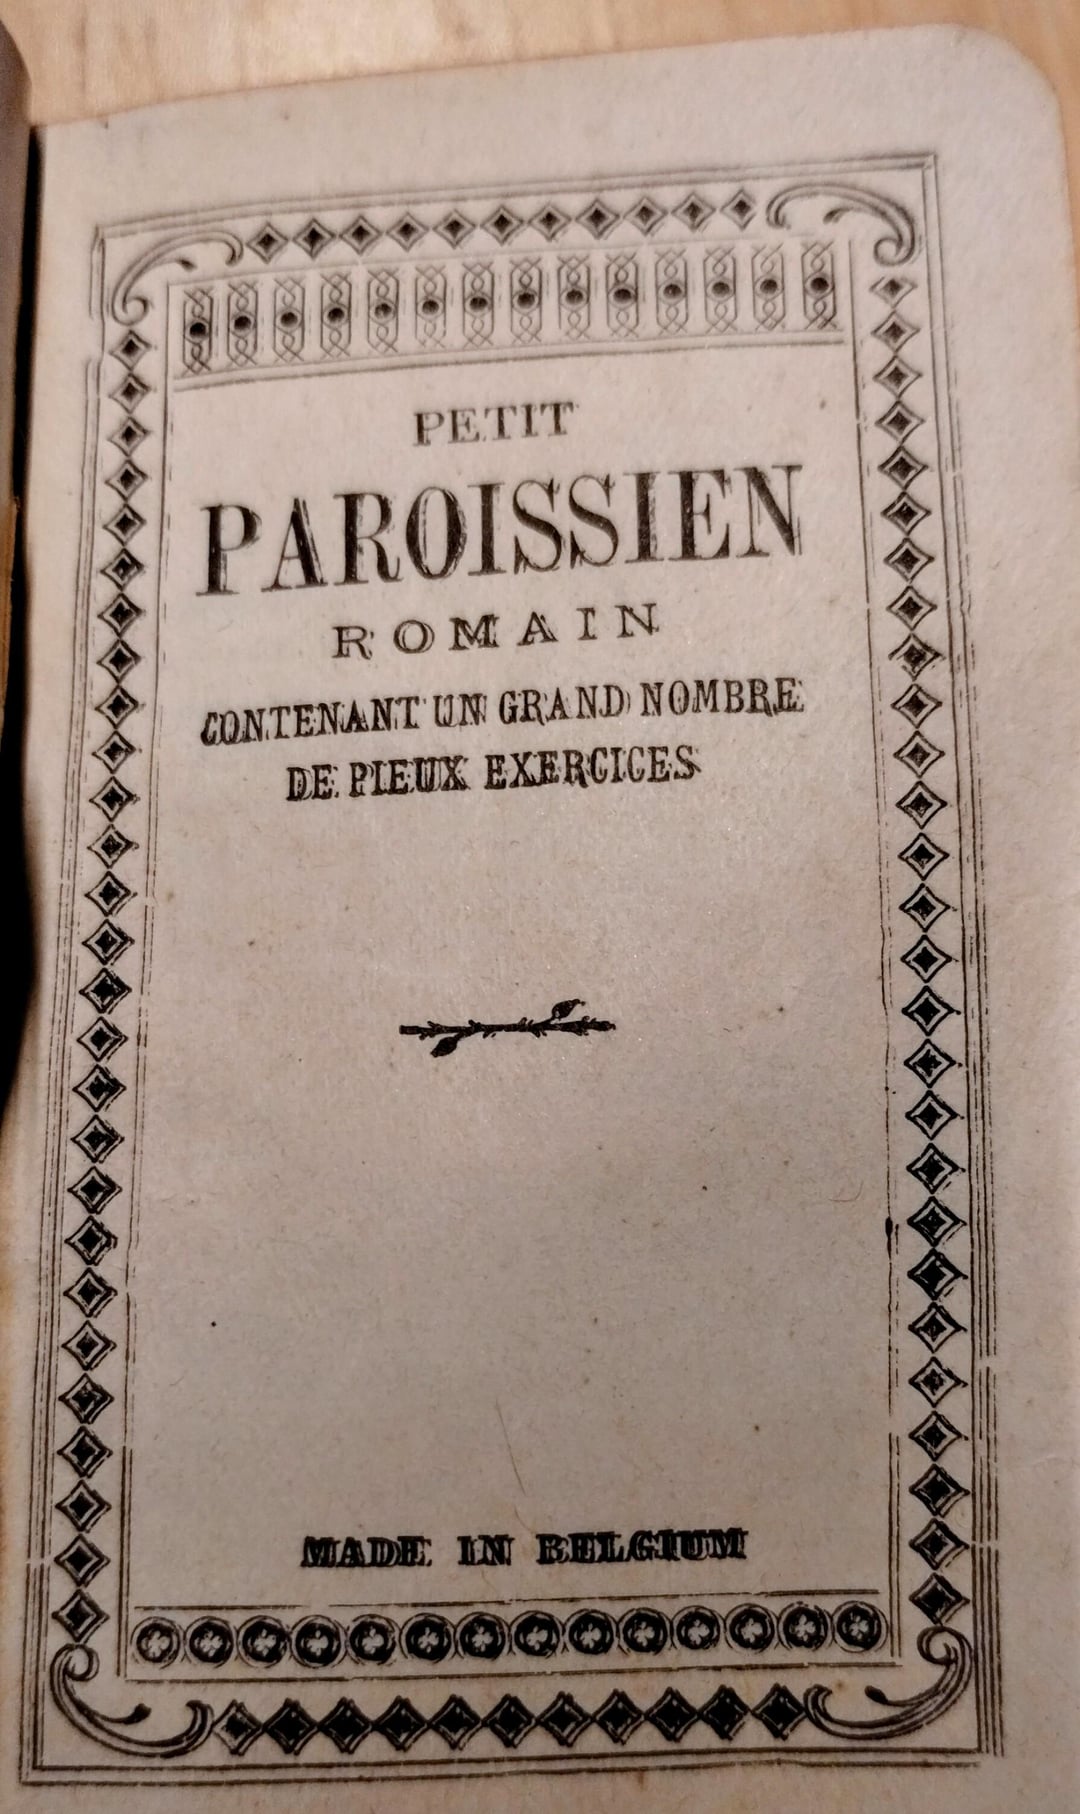 PETIT
PAROISSIEN
ROMAIN
CONTENANT UN GRAND NOMBRE
DE PIEUX EXERCICES
MADE IN BELGIUM